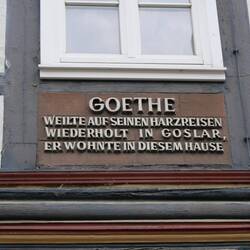 GOETHE
WEILTE AUF SEINEN HARZREISEN
WIEDERHOLT IN GOSLAR,
ER WOHNTE IN DIESEM HAUSE